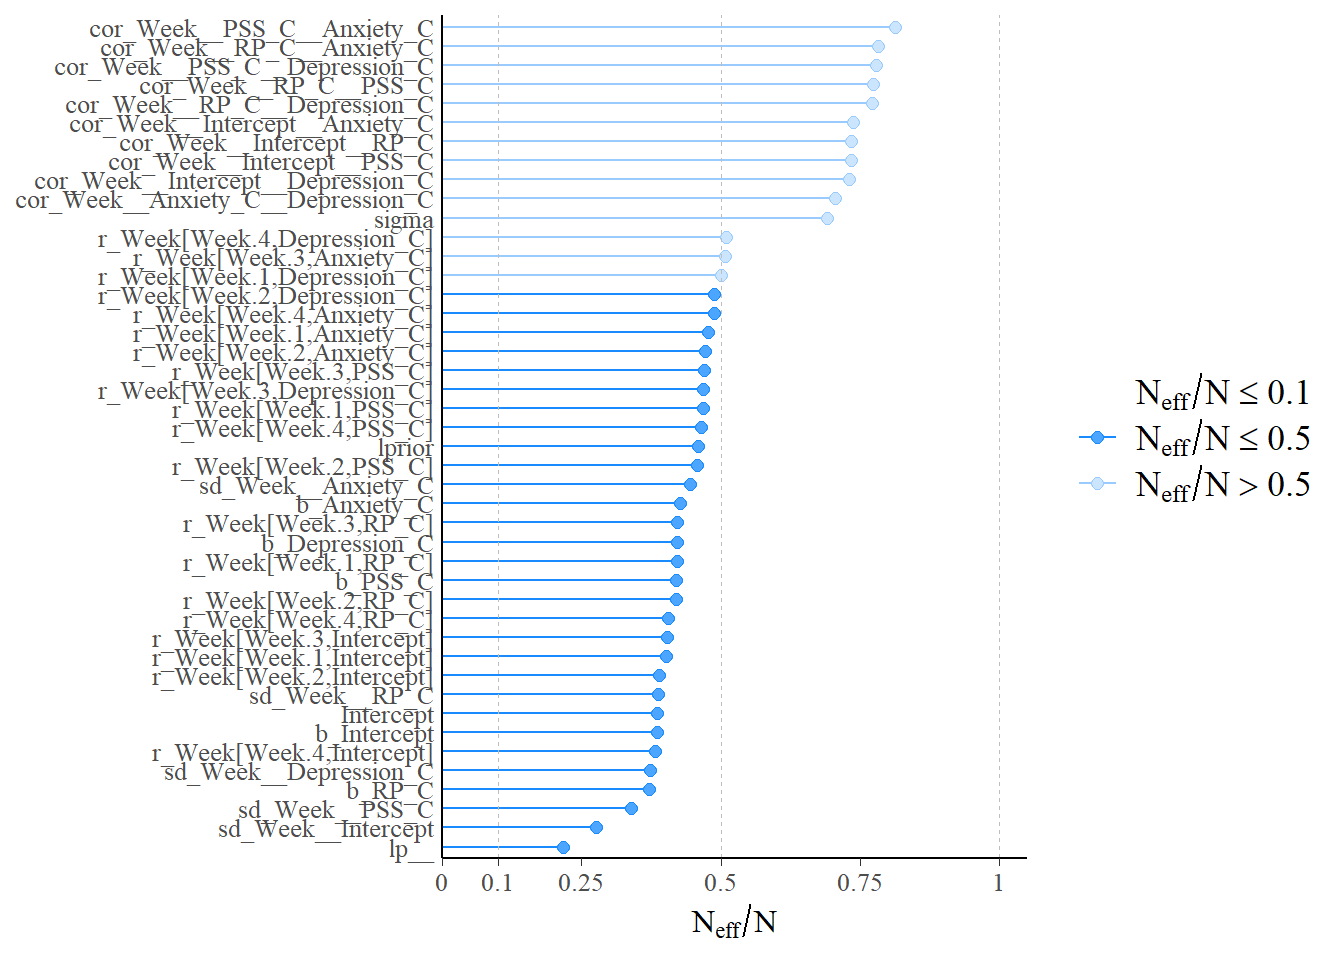 cor_Week__PSS_C__Anxiety_C
cor_Week__RP_C__Anxiety_C
cor_Week__PSS_C__Depression_C
cor_Week__RP_C__PSS_C
cor_Week__RP_C__Depression_C
cor_Week__Intercept__Anxiety_C
cor_Week__Intercept__RP_C
cor_Week__Intercept__PSS_C
cor_Week__Intercept__Depression_C
cor_Week__Anxiety_C__Depression_C
sigma
r_Week[Week.4,Depression_C]
r_Week[Week.3,Anxiety_C]
r_Week[Week.1,Depression_C]
r_Week[Week.2,Depression_C]
r_Week[Week.4,Anxiety_C]
r_Week[Week.1,Anxiety_C]
r_Week[Week.2,Anxiety_C]
r_Week[Week.3,PSS_C]
r_Week[Week.3,Depression_C]
r_Week[Week.1,PSS_C]
r_Week[Week.4,PSS_C]
lprior
r_Week[Week.2,PSS_C]
sd_Week__Anxiety_C
b_Anxiety_C
r_Week[Week.3,RP_C]
b_Depression_C
r_Week[Week.1,RP_C]
b_PSS_C
r_Week[Week.2,RP_C]
r_Week[Week.4,RP_C]
r_Week[Week.3,Intercept]
r_Week[Week.1,Intercept]
r_Week[Week.2,Intercept]
sd_Week__RP_C
Intercept
b_Intercept
r_Week[Week.4,Intercept]
sd_Week__Depression_C
b_RP_C
sd_Week__PSS_C
sd_Week__Intercept
lp__
0 0.1 0.25 0.5 0.75 1
Neff/N
Neff/N ≤ 0.1
Neff/N ≤ 0.5
Neff/N > 0.5